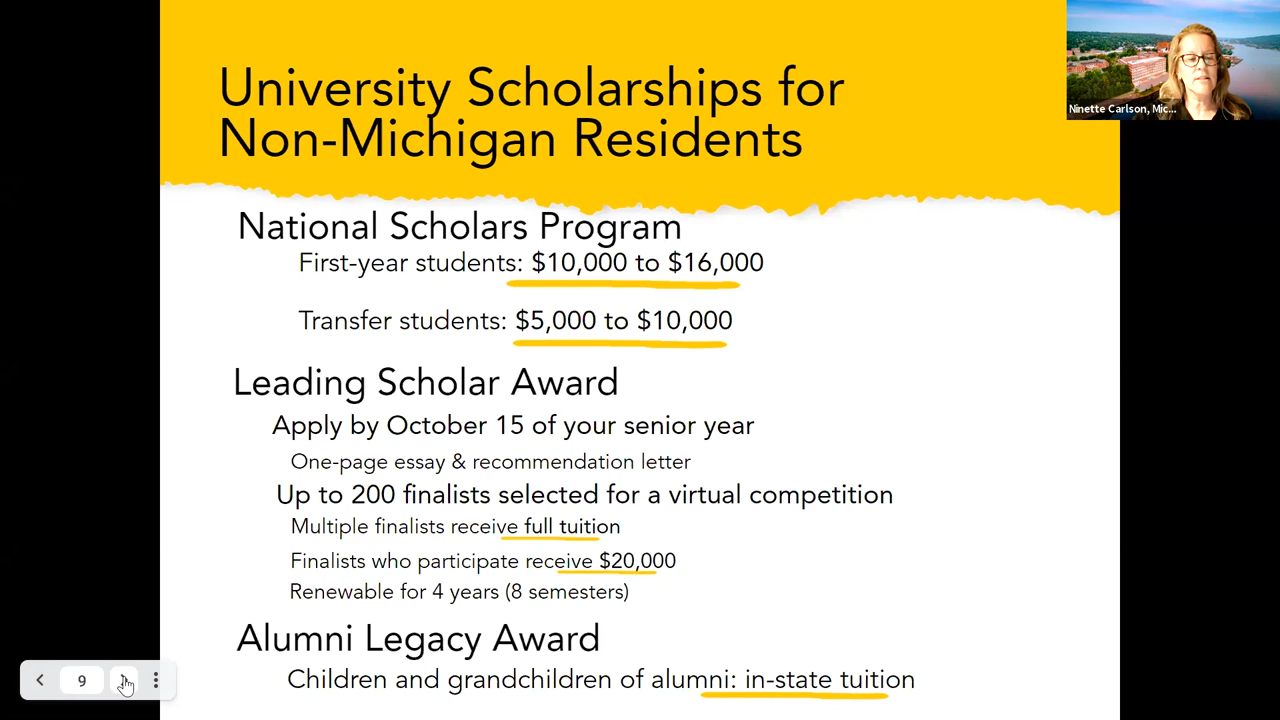 University Scholarships for
Non-Michigan Residents
Ninette Carlson, Mic...
National Scholars Program
First-year students: $10,000 to $16,000
Transfer students: $5,000 to $10,000
Leading Scholar Award
Apply by October 15 of your senior year
One-page essay & recommendation letter
Up to 200 finalists selected for a virtual competition
Multiple finalists receive full tuition
Finalists who participate receive $20,000
Renewable for 4 years (8 semesters)
Alumni Legacy Award
Children and grandchildren of alumni: in-state tuition
9